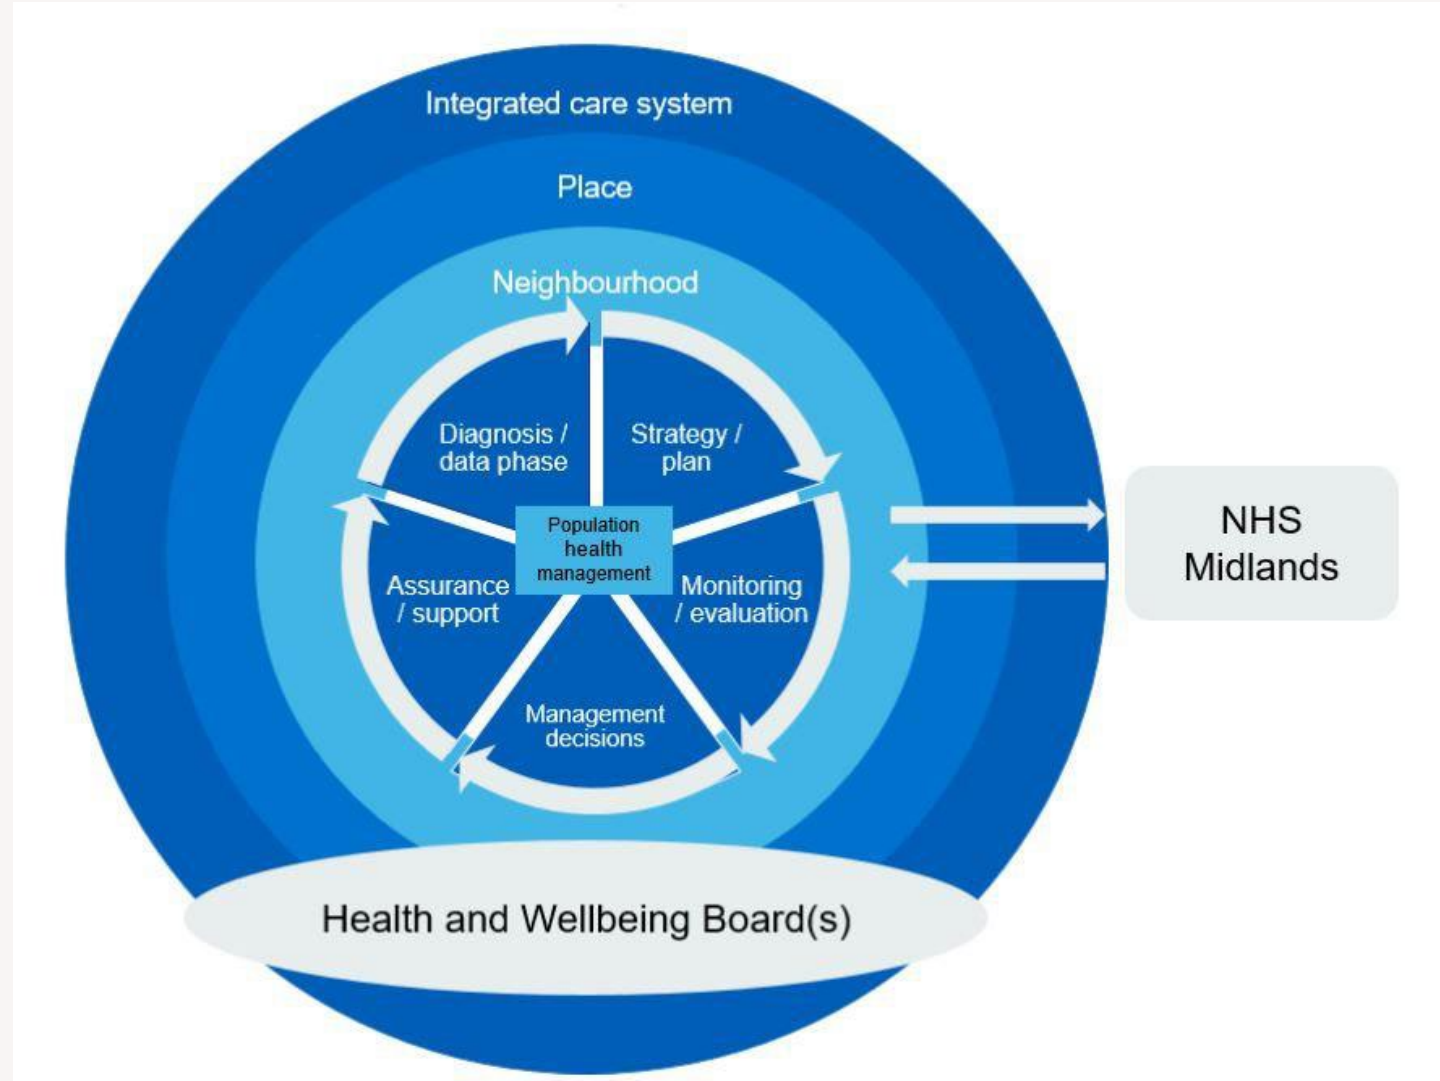 Integrated care system
Place
Neighbourhood
Diagnosis /
data phase
Strategy /
plan
Population
health
management
Assurance
/ support
Monitoring
/ evaluation
Management
decisions
NHS
Midlands
Health and Wellbeing Board(s)